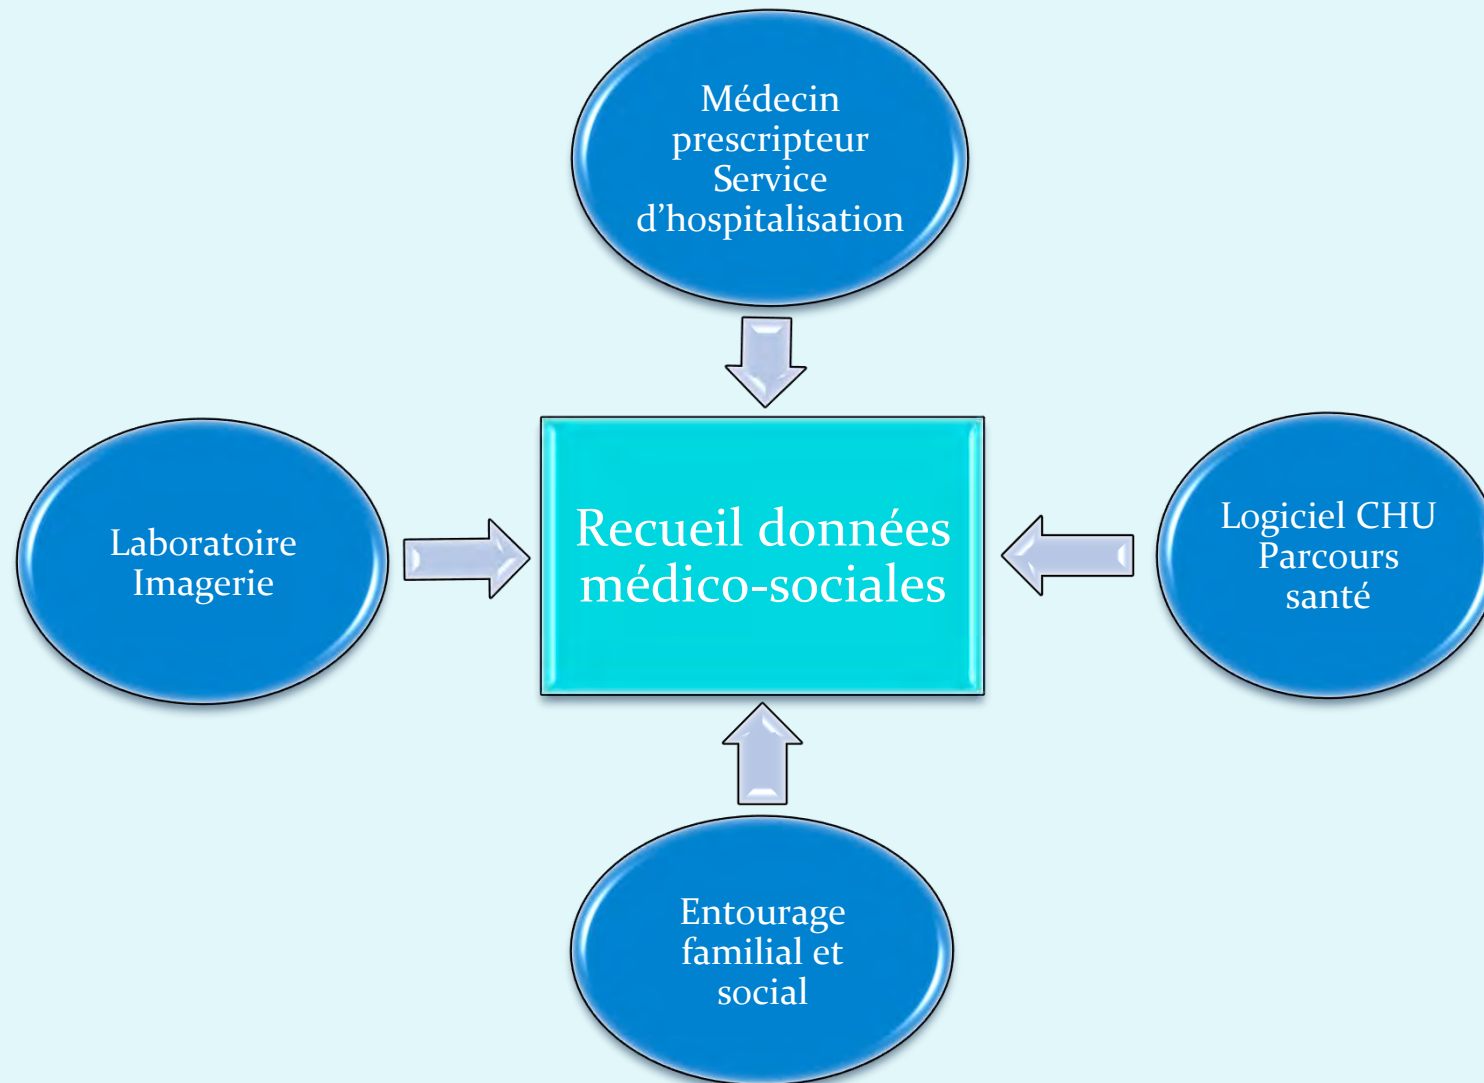 Médecin
prescripteur
Service
d’hospitalisation
Laboratoire
Imagerie
Recueil données
médico-sociales
Logiciel CHU
Parcours
santé
Entourage
familial et
social